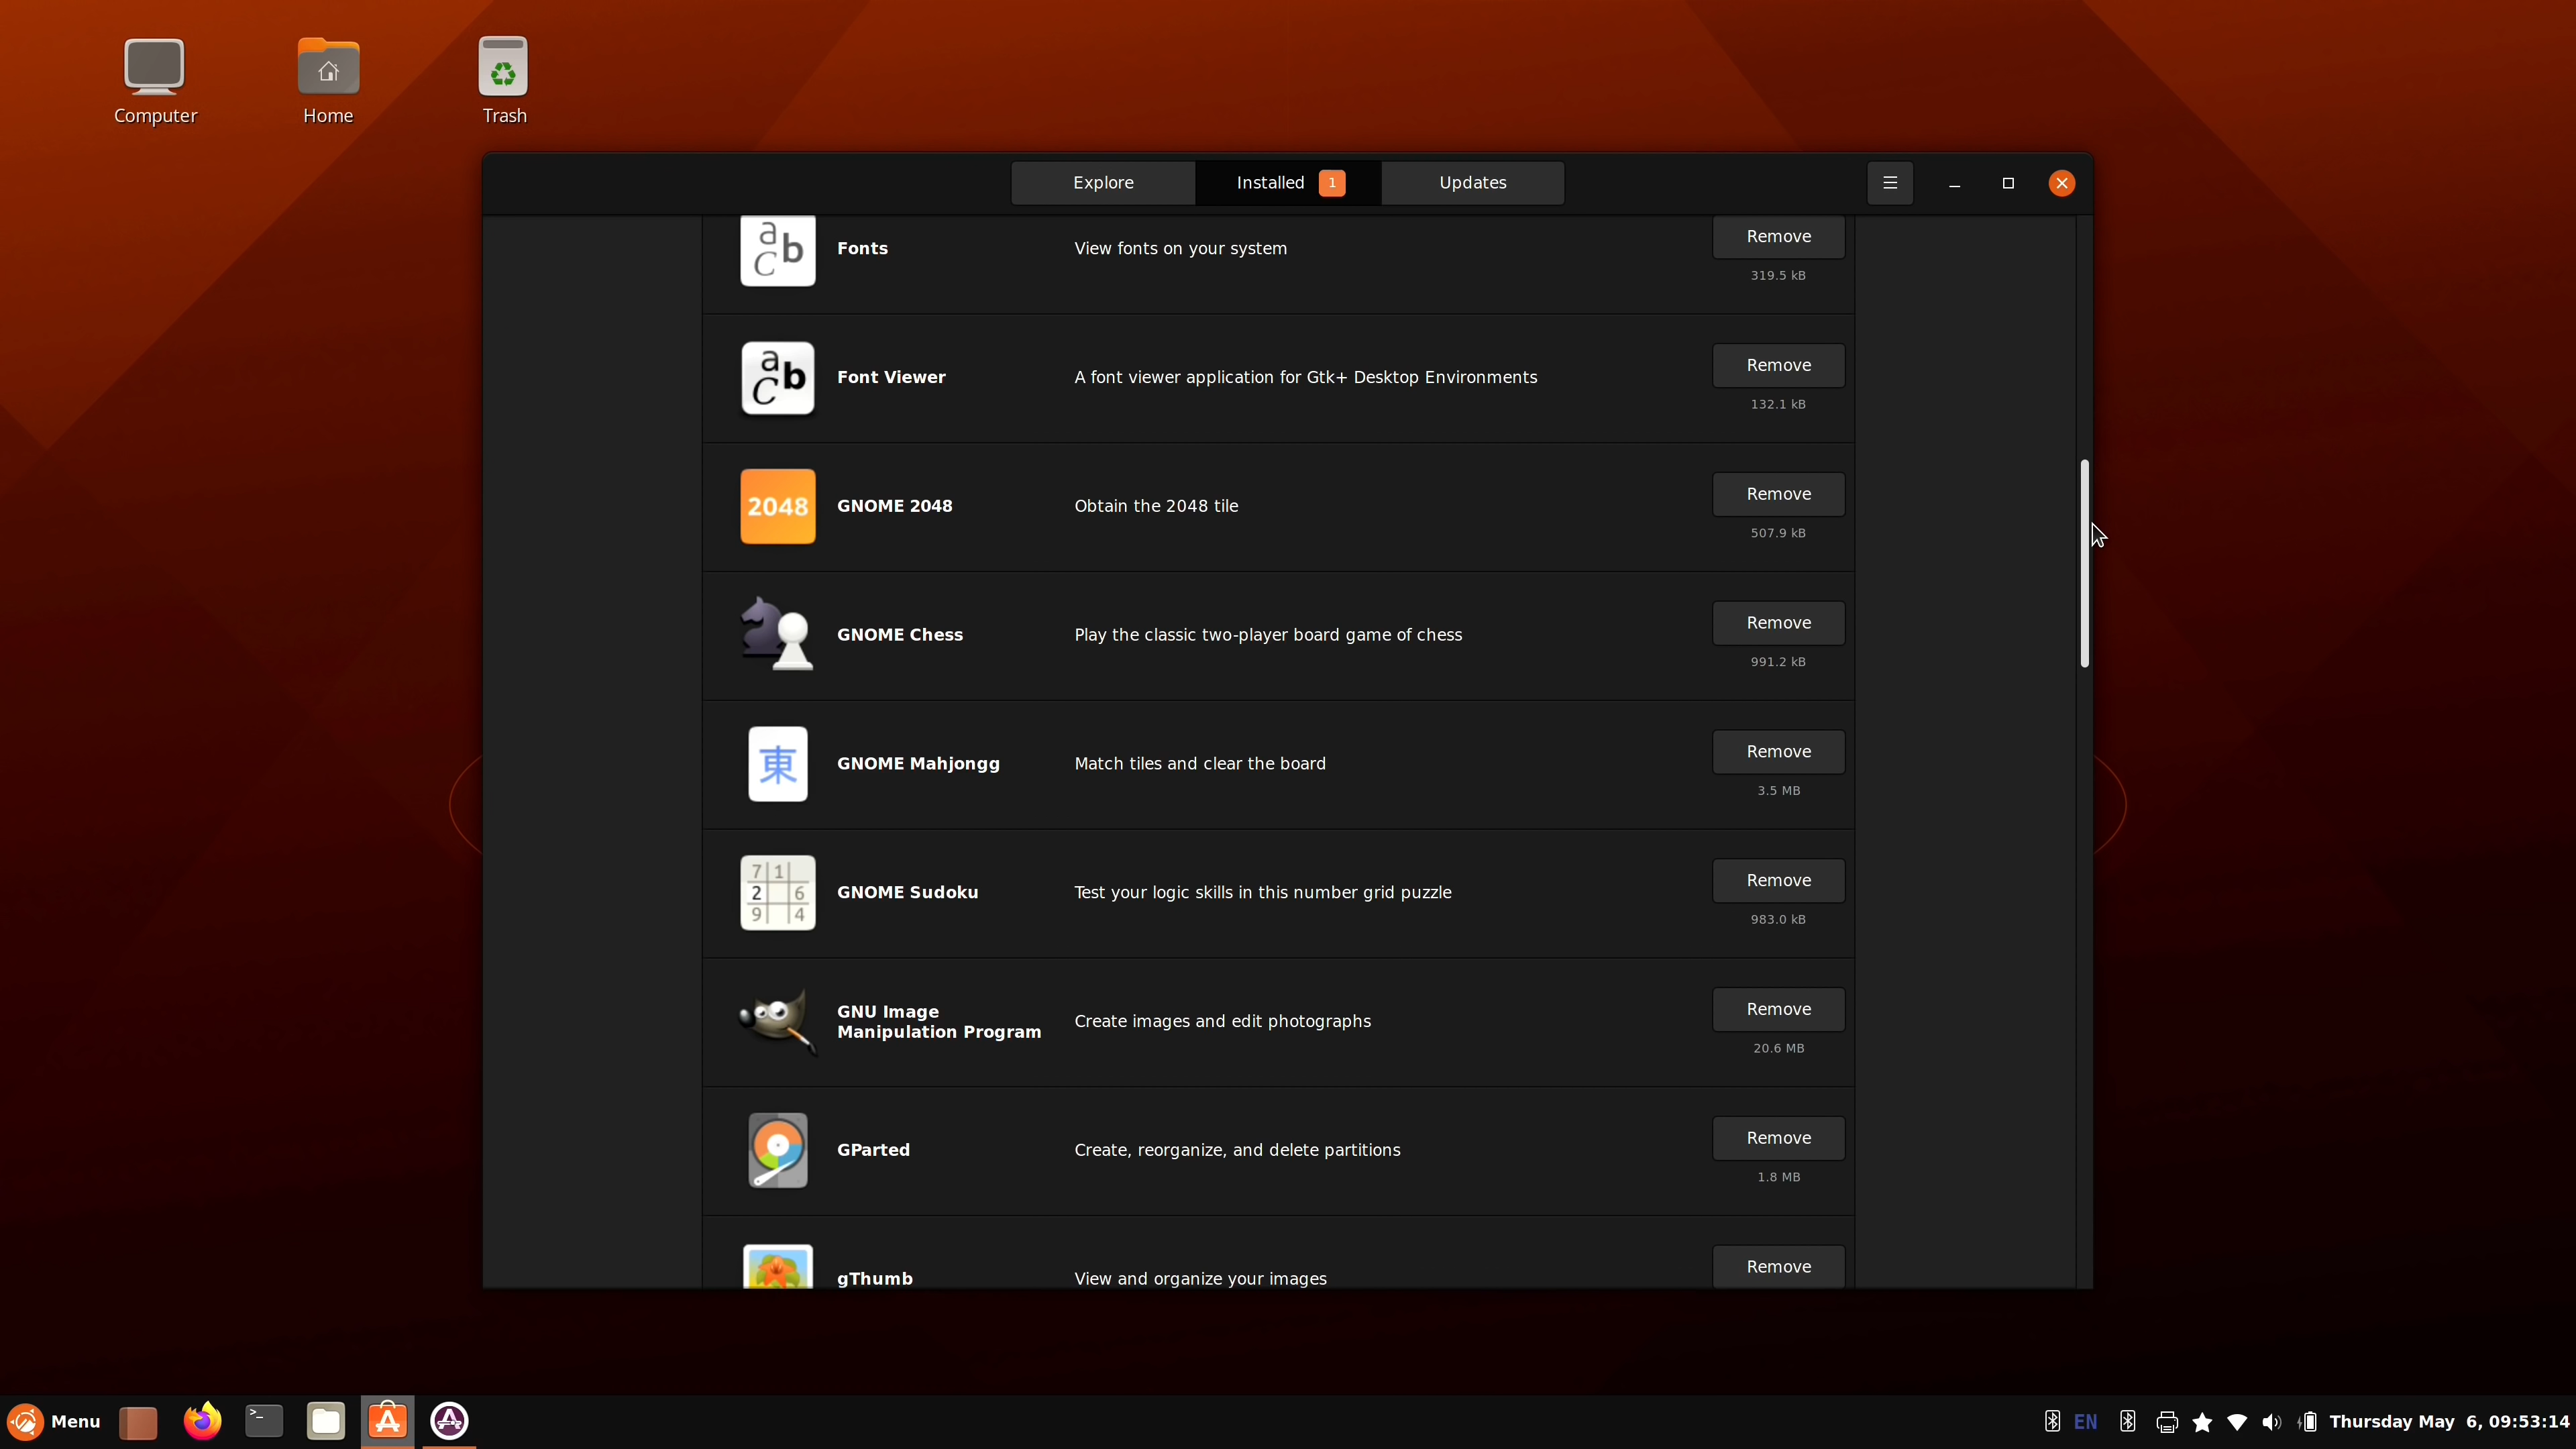 Computer
Home
Trash
Explore
Installed 1
Updates
a b C
Fonts
View fonts on your system
Remove
319.5 kB
a b C
Font Viewer
A font viewer application for Gtk+ Desktop Environments
Remove
132.1 kB
2048
GNOME 2048
Obtain the 2048 tile
Remove
507.9 kB
GNOME Chess
Play the classic two-player board game of chess
Remove
991.2 kB
東
GNOME Mahjongg
Match tiles and clear the board
Remove
3.5 MB
7 1
2 6
9 4
GNOME Sudoku
Test your logic skills in this number grid puzzle
Remove
983.0 kB
GNU Image
Manipulation Program
Create images and edit photographs
Remove
20.6 MB
GParted
Create, reorganize, and delete partitions
Remove
1.8 MB
gThumb
View and organize your images
Remove
Menu
>_
EN
Thursday May 6, 09:53:14